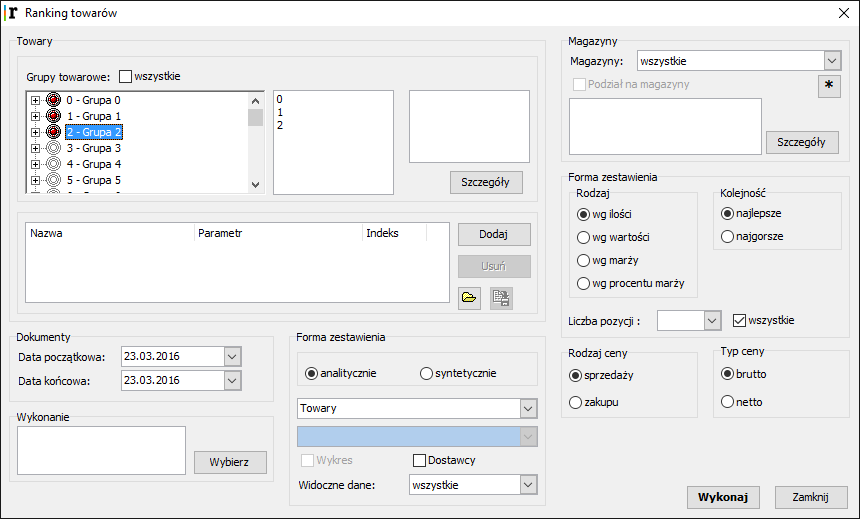 r Ranking towarów
Towary
Grupy towarowe: wszystkie
0 - Grupa 0
1 - Grupa 1
2 - Grupa 2
3 - Grupa 3
4 - Grupa 4
5 - Grupa 5
0
1
2
Szczegóły
Nazwa Parametr Indeks
Dodaj
Usuń
Dokumenty
Data początkowa: 23.03.2016
Data końcowa: 23.03.2016
Wykonanie
Wybierz
Forma zestawienia
analitycznie syntetycznie
Towary
Wykres Dostawcy
Widoczne dane: wszystkie
Magazyny
Magazyny: wszystkie
Podział na magazyny
*
Szczegóły
Forma zestawienia
Rodzaj
wg ilości
wg wartości
wg marży
wg procentu marży
Kolejność
najlepsze
najgorsze
Liczba pozycji : wszystkie
Rodzaj ceny
sprzedaży
zakupu
Typ ceny
brutto
netto
Wykonaj Zamknij